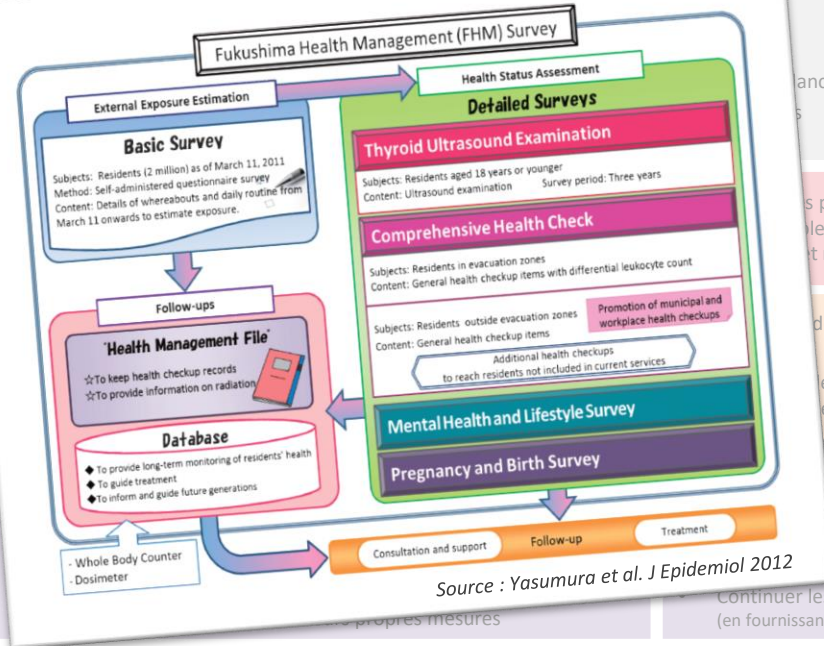 Fukushima Health Management (FHM) Survey
External Exposure Estimation
Basic Survey
Subjects: Residents (2 million) as of March 11, 2011
Method: Self-administered questionnaire survey
Content: Details of whereabouts and daily routine from
March 11 onwards to estimate exposure.
Follow-ups
"Health Management File"
☆To keep health checkup records
☆To provide information on radiation
Database
◆To provide long-term monitoring of residents' health
◆To guide treatment
◆To inform and guide future generations
- Whole Body Counter
- Dosimeter
Health Status Assessment
Detailed Surveys
Thyroid Ultrasound Examination
Subjects: Residents aged 18 years or younger
Content: Ultrasound examination Survey period: Three years
Comprehensive Health Check
Subjects: Residents in evacuation zones
Content: General health checkup items with differential leukocyte count
Subjects: Residents outside evacuation zones
Content: General health checkup items
Promotion of municipal and
workplace health checkups
Additional health checkups
to reach residents not included in current services
Mental Health and Lifestyle Survey
Pregnancy and Birth Survey
Consultation and support
Follow-up
Treatment
Source : Yasumura et al. J Epidemiol 2012
propres mesures
Continuer le
(en fournissan